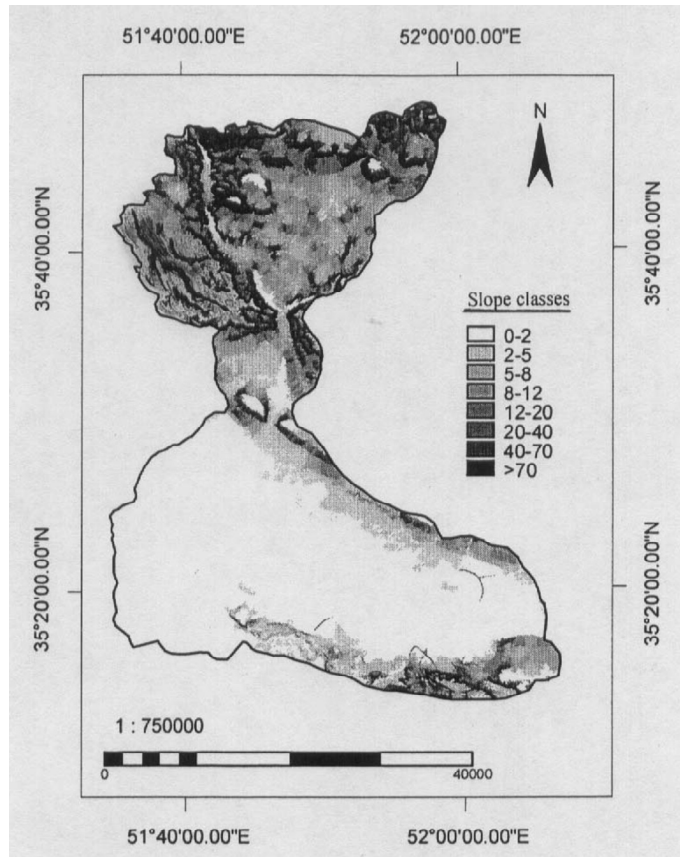 51°40'00.00"E 52°00'00.00"E
N
35°40'00.00"N 35°40'00.00"N
Slope classes
0-2
2-5
5-8
8-12
12-20
20-40
40-70
>70
35°20'00.00"N 35°20'00.00"N
1 : 750000
0 40000
51°40'00.00"E 52°00'00.00"E